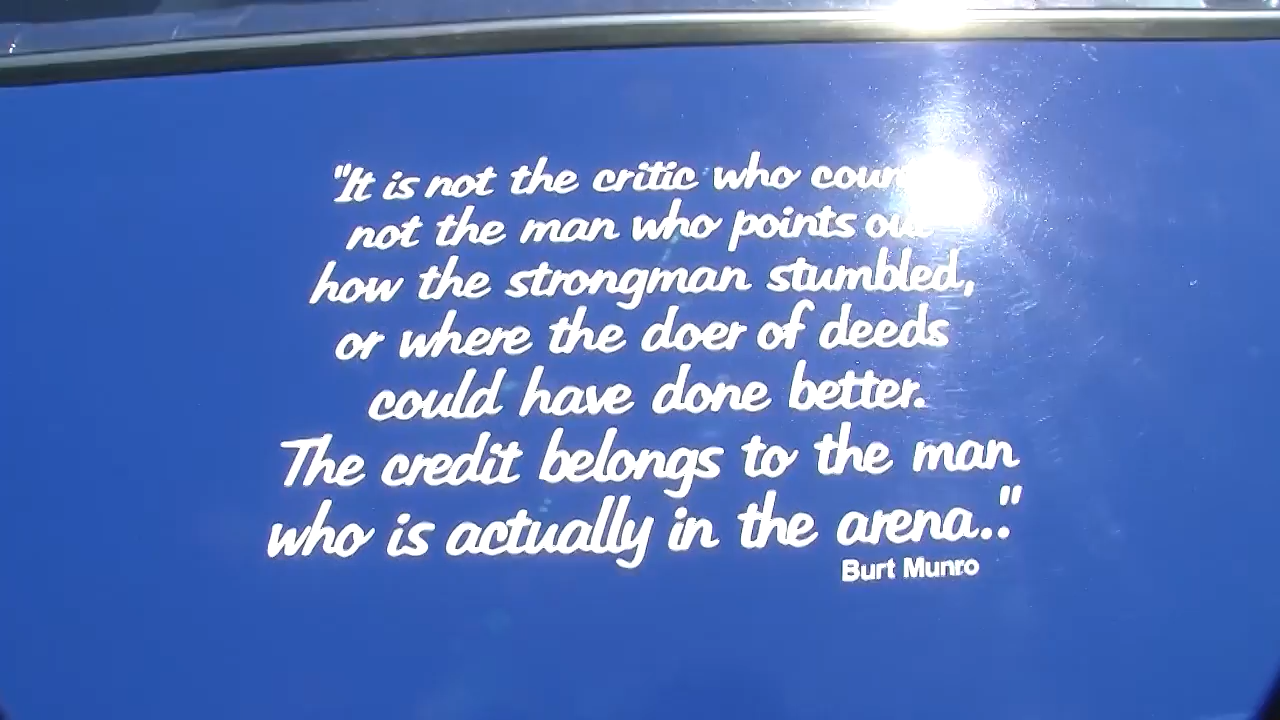 "It is not the critic who
not the man who points
how the strongman stumbled,
or where the doer of deeds
could have done better.
The credit belongs to the man
who is actually in the arena.."
Burt Munro